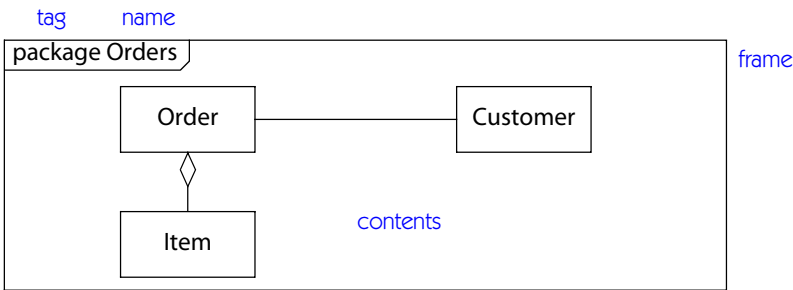 tag name
package Orders
frame
Order
Customer
contents
Item